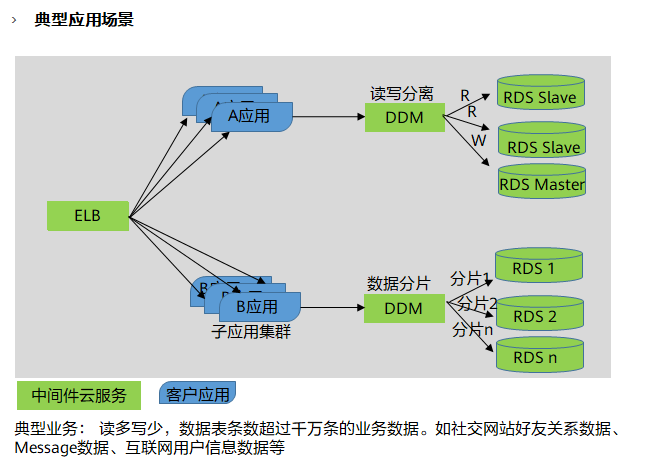 › 典型应用场景
读写分离
R
RDS Slave
R
A应用
DDM
RDS Slave
W
RDS Master
ELB
数据分片
分片1
RDS 1
B应用
DDM
分片2
RDS 2
子应用集群
分片n
RDS n
中间件云服务
客户应用
典型业务： 读多写少，数据表条数超过千万条的业务数据。如社交网站好友关系数据、
Message数据、互联网用户信息数据等